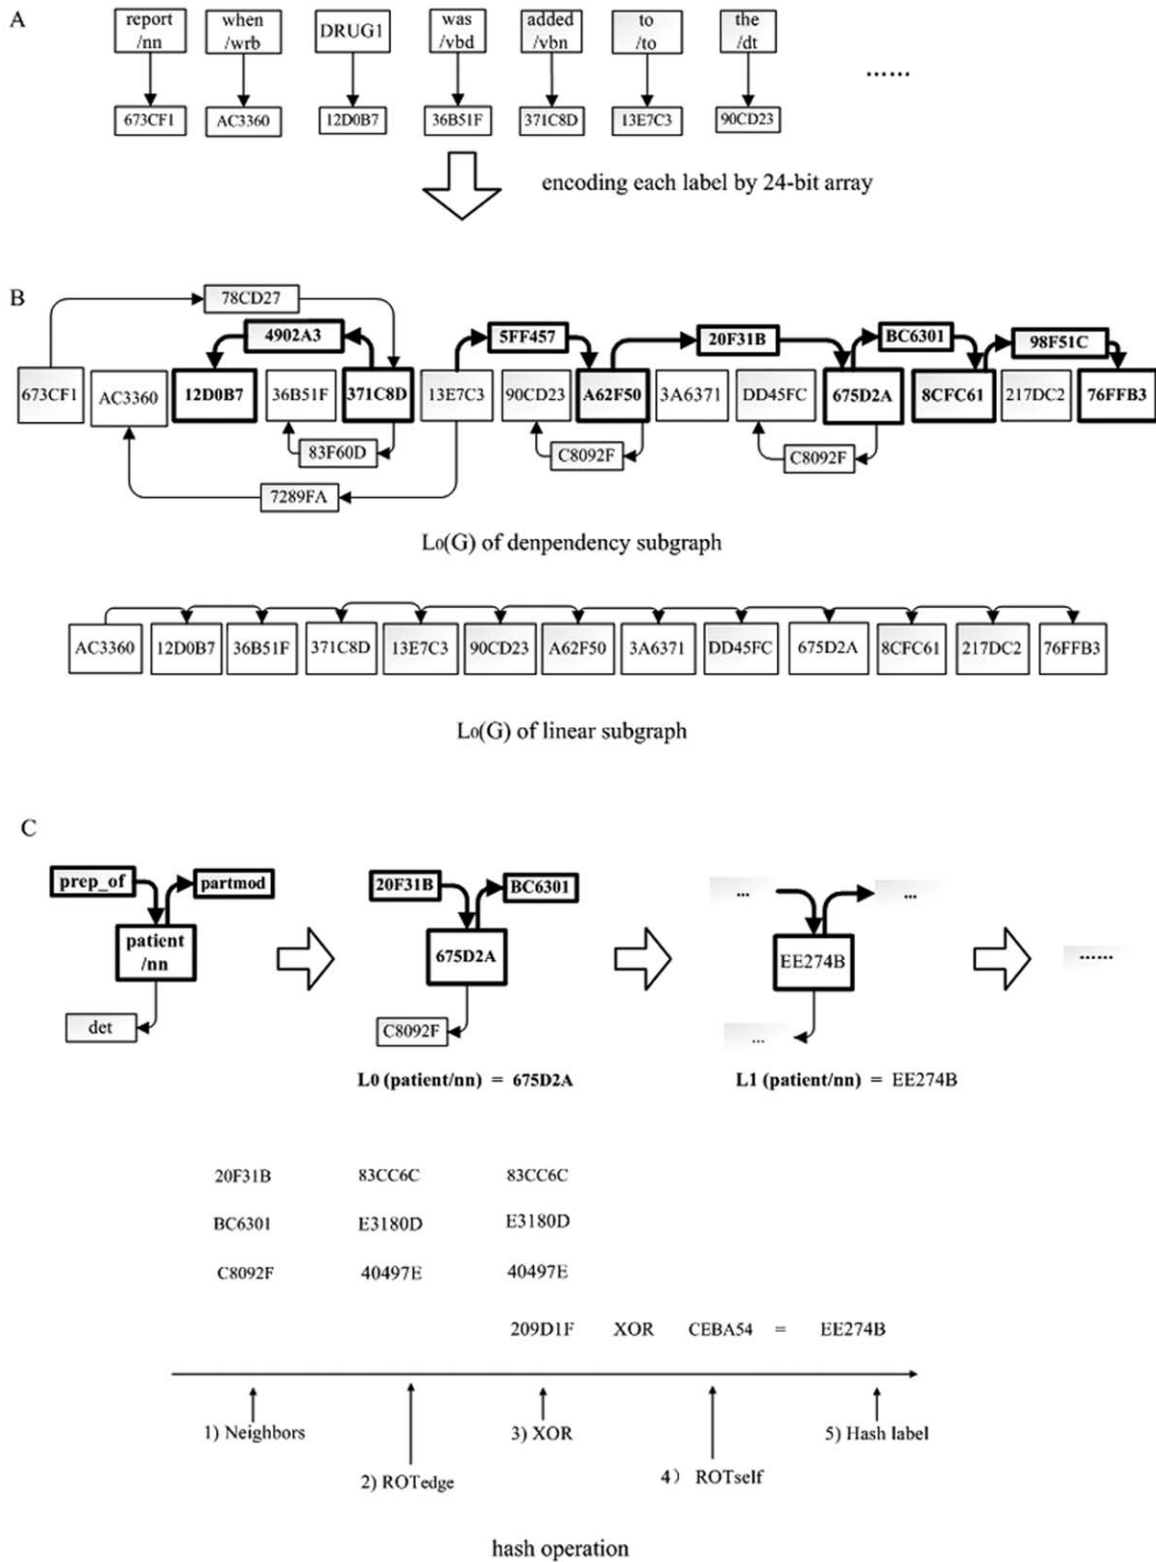 A
report when DRUG1 was added to the
/nn /wrb /vbd /vbn /to /dt
......
673CF1 AC3360 12D0B7 36B51F 371C8D 13E7C3 90CD23
encoding each label by 24-bit array
B
78CD27
4902A3 5FF457 20F31B BC6301 98F51C
673CF1 AC3360 12D0B7 36B51F 371C8D 13E7C3 90CD23 A62F50 3A6371 DD45FC 675D2A 8CFC61 217DC2 76FFB3
83F60D C8092F C8092F
7289FA
L0(G) of denpendency subgraph
AC3360 12D0B7 36B51F 371C8D 13E7C3 90CD23 A62F50 3A6371 DD45FC 675D2A 8CFC61 217DC2 76FFB3
L0(G) of linear subgraph
C
prep_of partmod 20F31B BC6301 ... ...
patient
/nn 675D2A EE274B ......
det C8092F ...
L0 (patient/nn) = 675D2A L1 (patient/nn) = EE274B
20F31B 83CC6C 83CC6C
BC6301 E3180D E3180D
C8092F 40497E 40497E
209D1F XOR CEBA54 = EE274B
1) Neighbors 3) XOR 5) Hash label
2) ROTedge 4) ROTself
hash operation